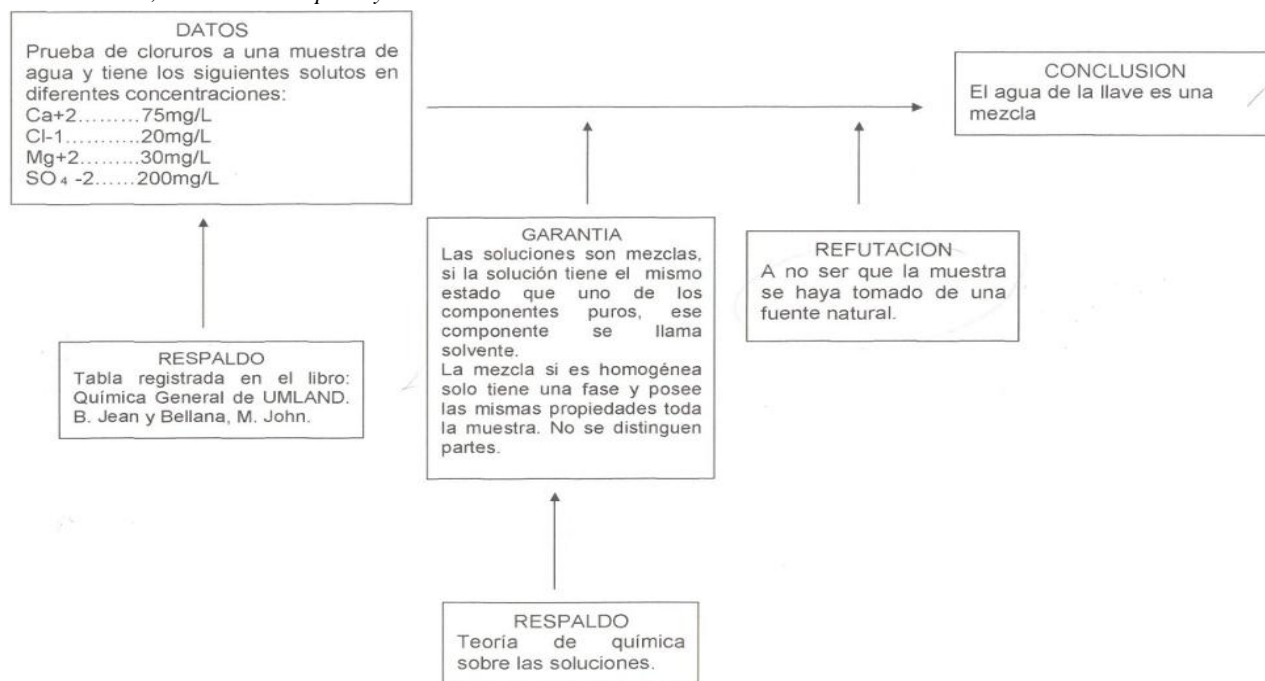 DATOS
Prueba de cloruros a una muestra de
agua y tiene los siguientes solutos en
diferentes concentraciones:
Ca+2.........75mg/L
Cl-1...........20mg/L
Mg+2.........30mg/L
SO 4 -2......200mg/L
CONCLUSION
El agua de la llave es una
mezcla
GARANTIA
Las soluciones son mezclas,
si la solución tiene el mismo
estado que uno de los
componentes puros, ese
componente se llama
solvente.
La mezcla si es homogénea
solo tiene una fase y posee
las mismas propiedades toda
la muestra. No se distinguen
partes.
REFUTACION
A no ser que la muestra
se haya tomado de una
fuente natural.
RESPALDO
Tabla registrada en el libro:
Química General de UMLAND.
B. Jean y Bellana, M. John.
RESPALDO
Teoría de química
sobre las soluciones.